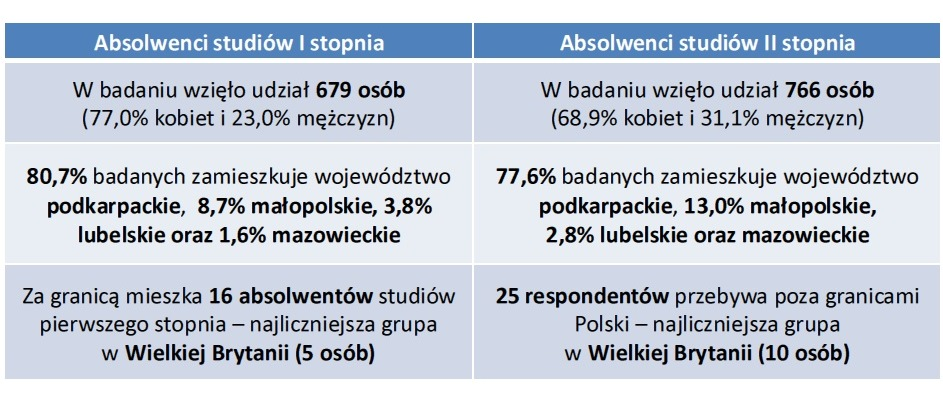 Absolwenci studiów I stopnia
Absolwenci studiów II stopnia
W badaniu wzięło udział 679 osób
(77,0% kobiet i 23,0% mężczyzn)
W badaniu wzięło udział 766 osób
(68,9% kobiet i 31,1% mężczyzn)
80,7% badanych zamieszkuje województwo
podkarpackie, 8,7% małopolskie, 3,8%
lubelskie oraz 1,6% mazowieckie
77,6% badanych zamieszkuje województwo
podkarpackie, 13,0% małopolskie,
2,8% lubelskie oraz mazowieckie
Za granicą mieszka 16 absolwentów studiów
pierwszego stopnia – najliczniejsza grupa
w Wielkiej Brytanii (5 osób)
25 respondentów przebywa poza granicami
Polski – najliczniejsza grupa
w Wielkiej Brytanii (10 osób)